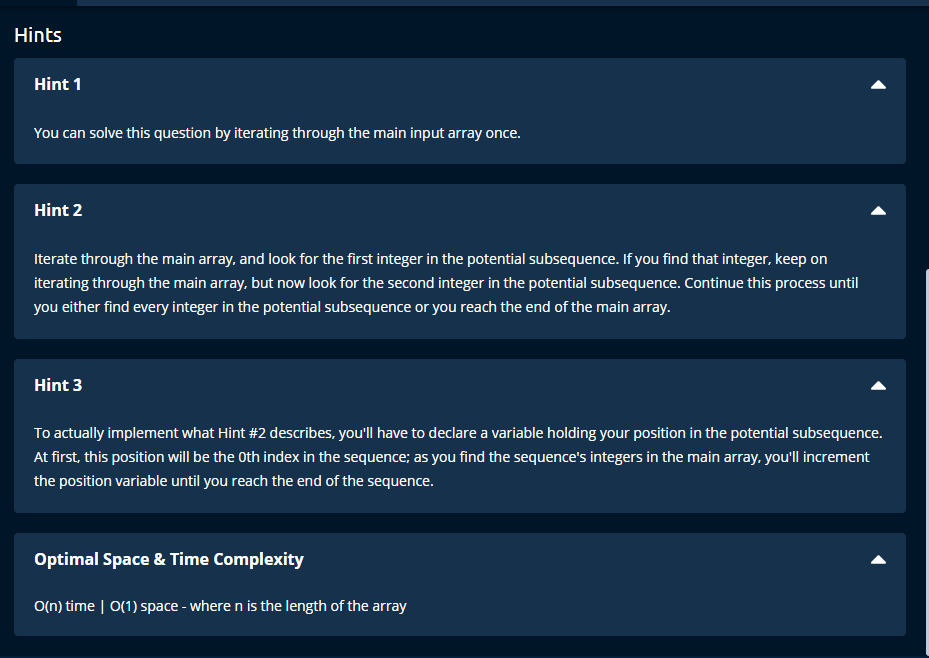 Hints
Hint 1
You can solve this question by iterating through the main input array once.
Hint 2
Iterate through the main array, and look for the first integer in the potential subsequence. If you find that integer, keep on
iterating through the main array, but now look for the second integer in the potential subsequence. Continue this process until
you either find every integer in the potential subsequence or you reach the end of the main array.
Hint 3
To actually implement what Hint #2 describes, you'll have to declare a variable holding your position in the potential subsequence.
At first, this position will be the 0th index in the sequence; as you find the sequence's integers in the main array, you'll increment
the position variable until you reach the end of the sequence.
Optimal Space & Time Complexity
O(n) time | O(1) space - where n is the length of the array